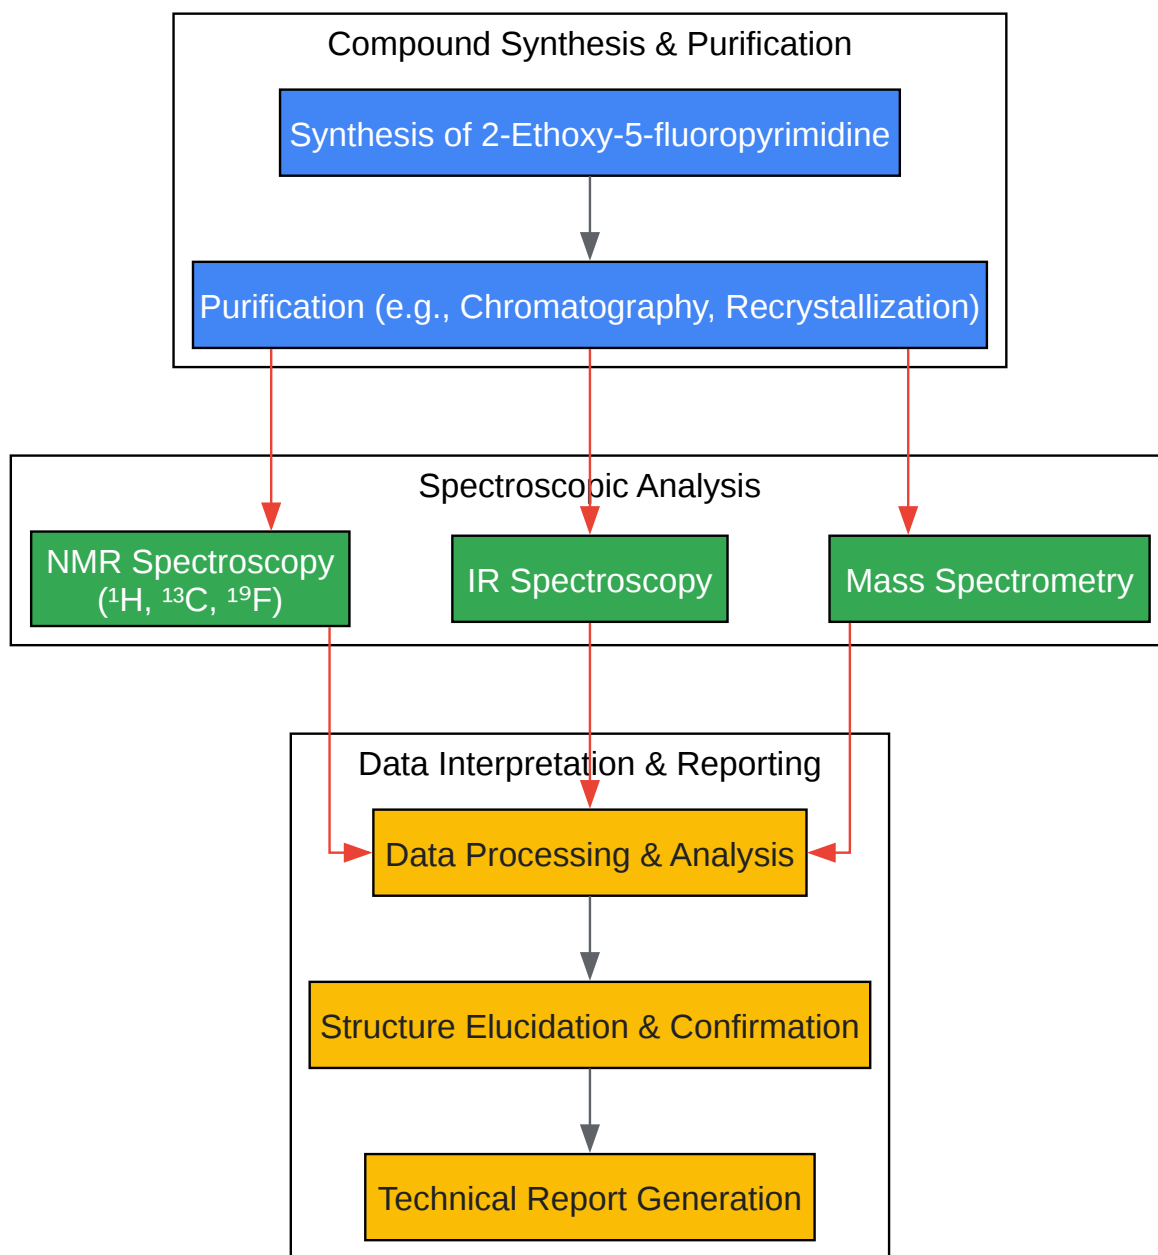 Compound Synthesis & Purification
Synthesis of 2-Ethoxy-5-fluoropyrimidine
Purification (e.g., Chromatography, Recrystallization)
Spectroscopic Analysis
NMR Spectroscopy
(¹H, ¹³C, ¹⁹F)
IR Spectroscopy
Mass Spectrometry
Data Interpretation & Reporting
Data Processing & Analysis
Structure Elucidation & Confirmation
Technical Report Generation